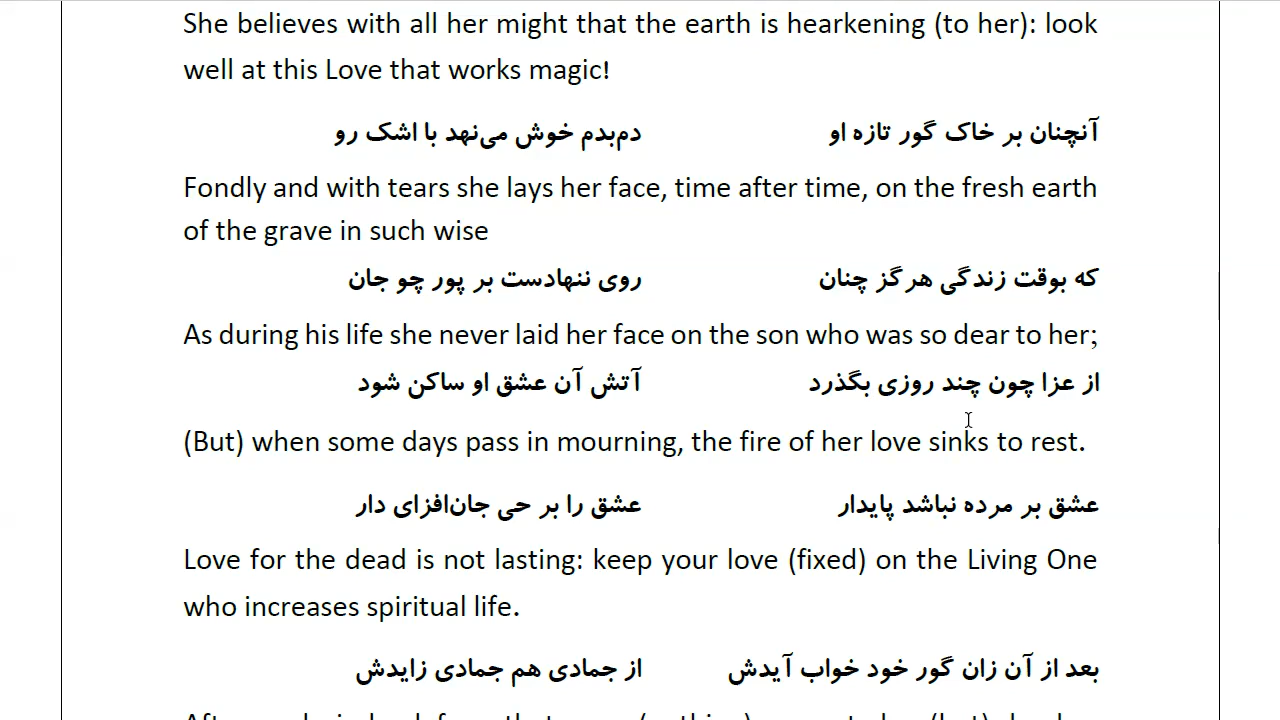 She believes with all her might that the earth is hearkening (to her): look
well at this Love that works magic!
آنچنان بر خاک گور تازه او دم‌بدم خوش می‌نهد با اشک رو
Fondly and with tears she lays her face, time after time, on the fresh earth
of the grave in such wise
که بوقت زندگی هرگز چنان روی ننهادست بر پور چو جان
As during his life she never laid her face on the son who was so dear to her;
از عزا چون چند روزی بگذرد آتش آن عشق او ساکن شود
(But) when some days pass in mourning, the fire of her love sinks to rest.
عشق بر مرده نباشد پایدار عشق را بر حی جان‌افزای دار
Love for the dead is not lasting: keep your love (fixed) on the Living One
who increases spiritual life.
بعد از آن زان گور خود خواب آیدش از جمادی هم جمادی زایدش